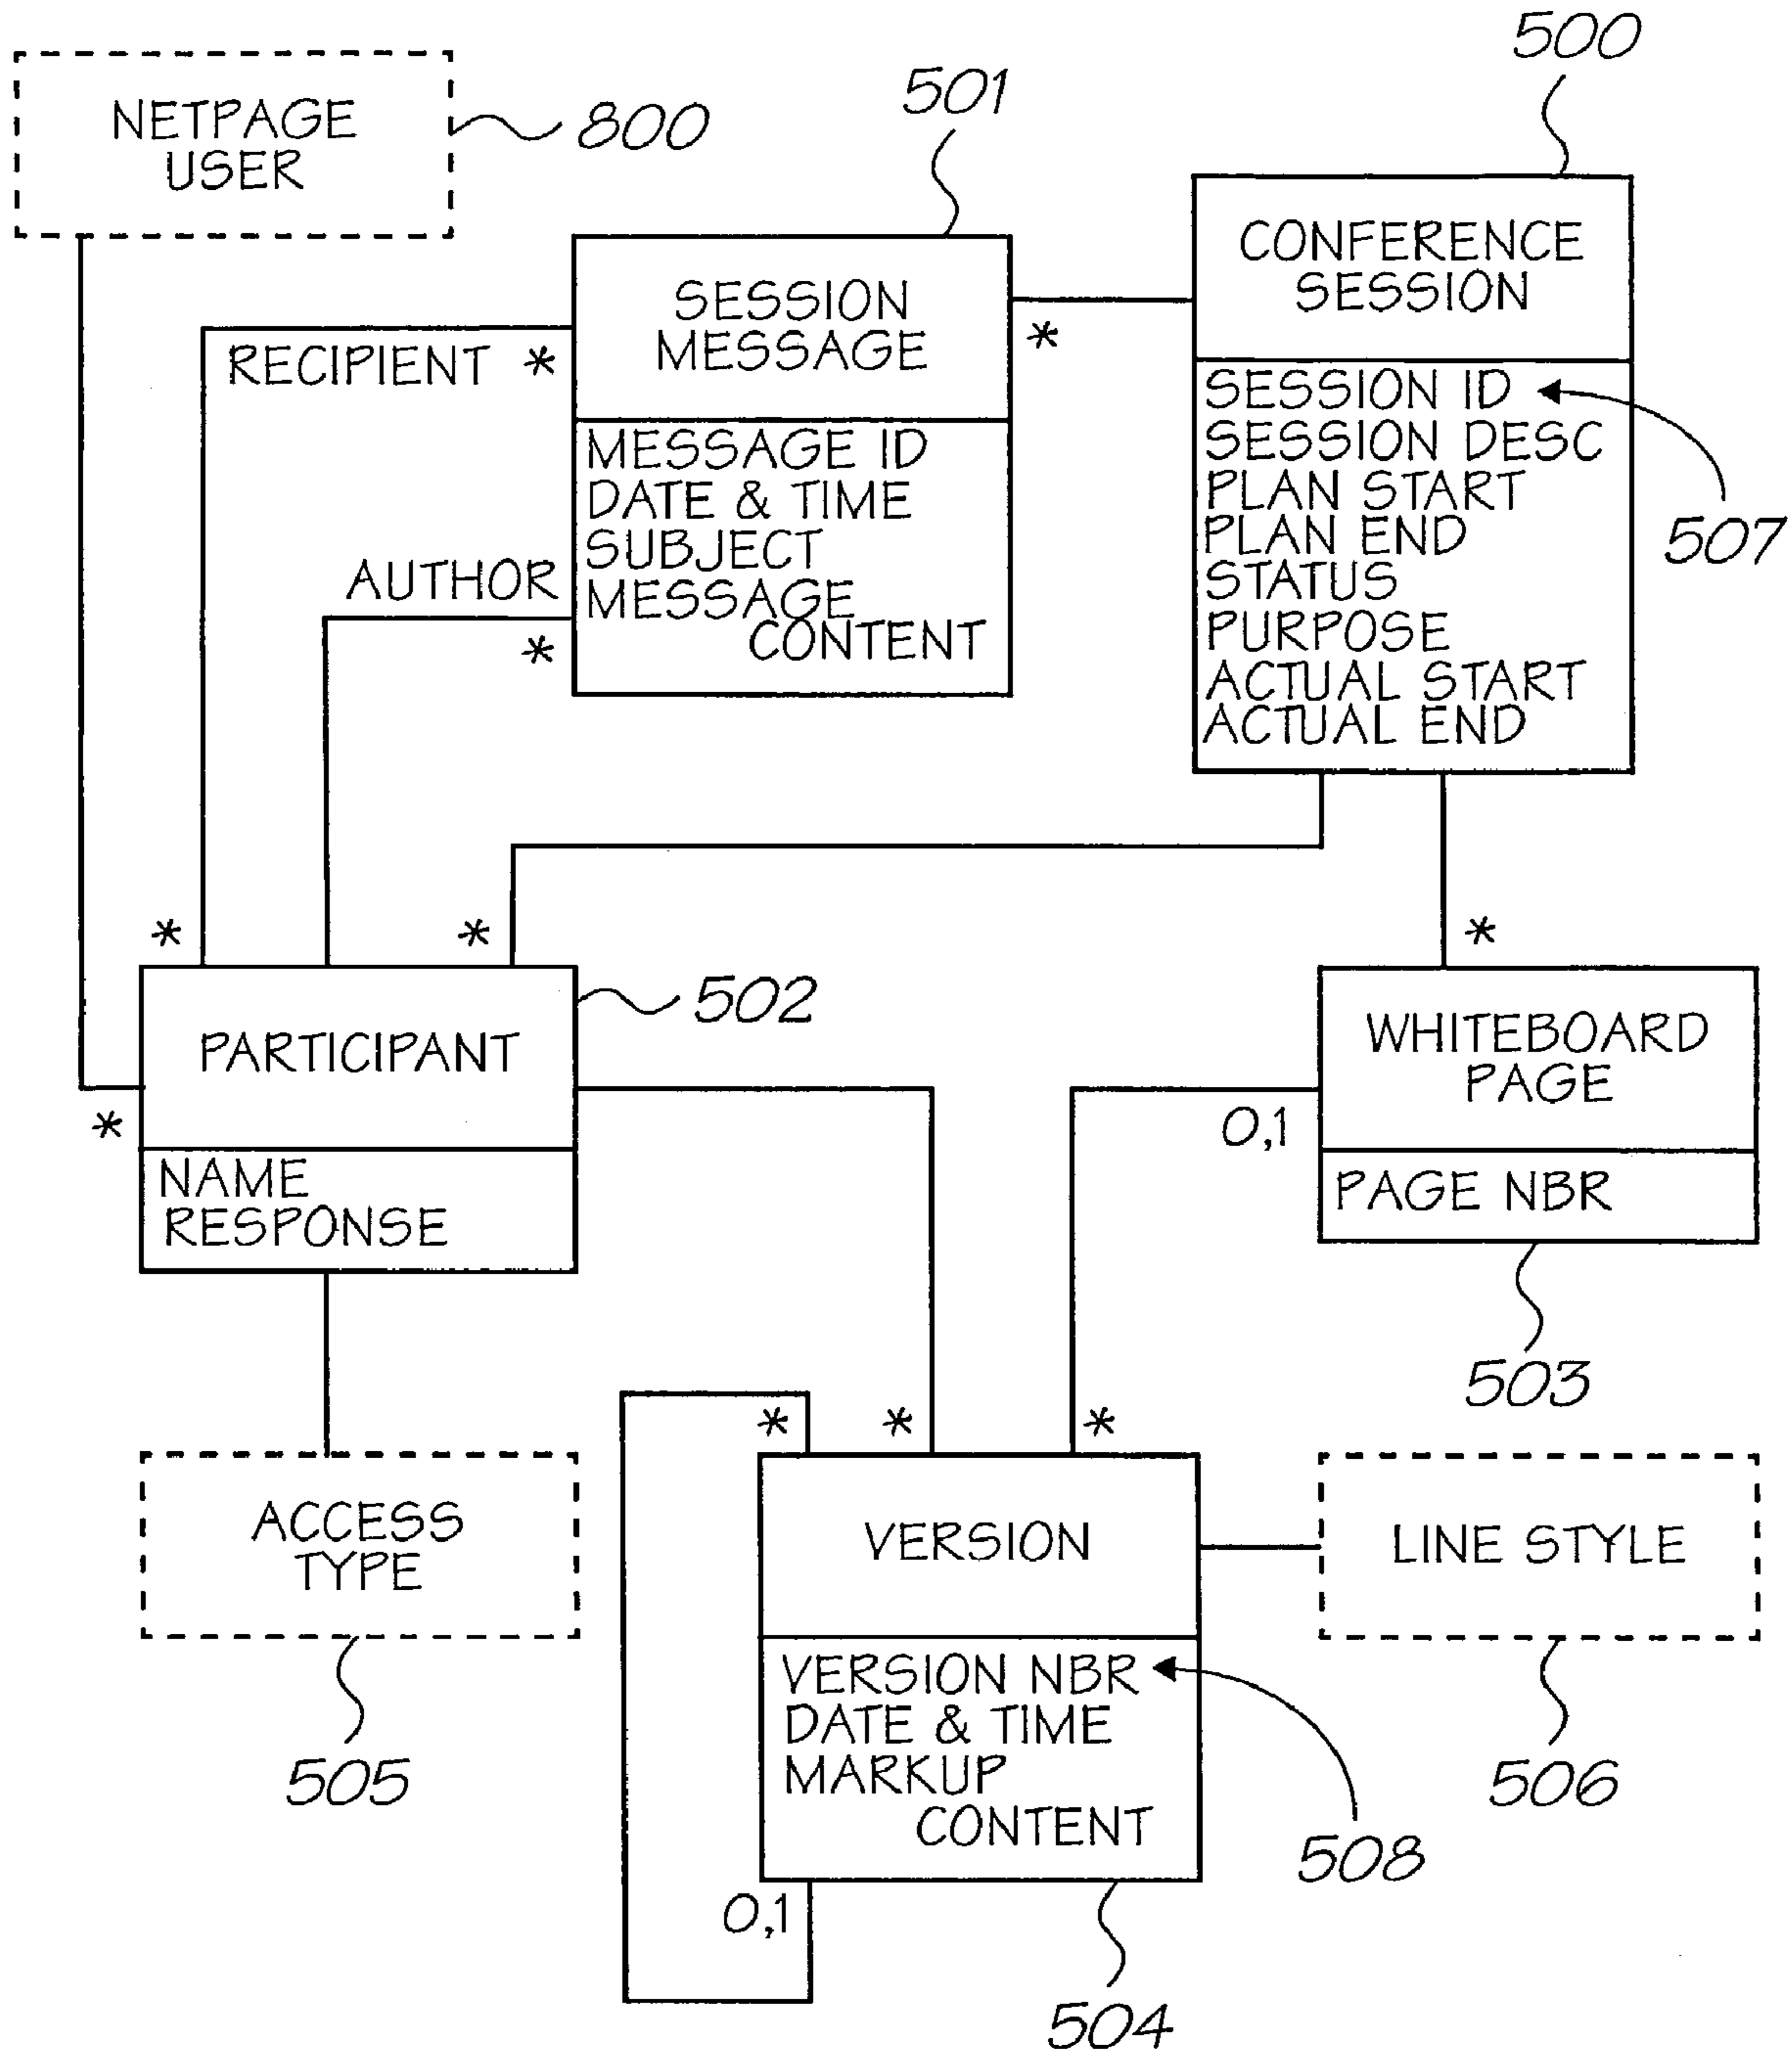 500
501
NETPAGE
USER
800
CONFERENCE
SESSION
SESSION
MESSAGE
*
RECIPIENT *
SESSION ID
SESSION DESC
PLAN START
PLAN END
STATUS
PURPOSE
ACTUAL START
ACTUAL END
507
MESSAGE ID
DATE & TIME
SUBJECT
MESSAGE
CONTENT
AUTHOR
*
*
*
*
502
PARTICIPANT
*
NAME
RESPONSE
WHITEBOARD
PAGE
0,1
PAGE NBR
503
*
*
*
ACCESS
TYPE
505
VERSION
LINE STYLE
506
VERSION NBR
DATE & TIME
MARKUP
CONTENT
508
0,1
504